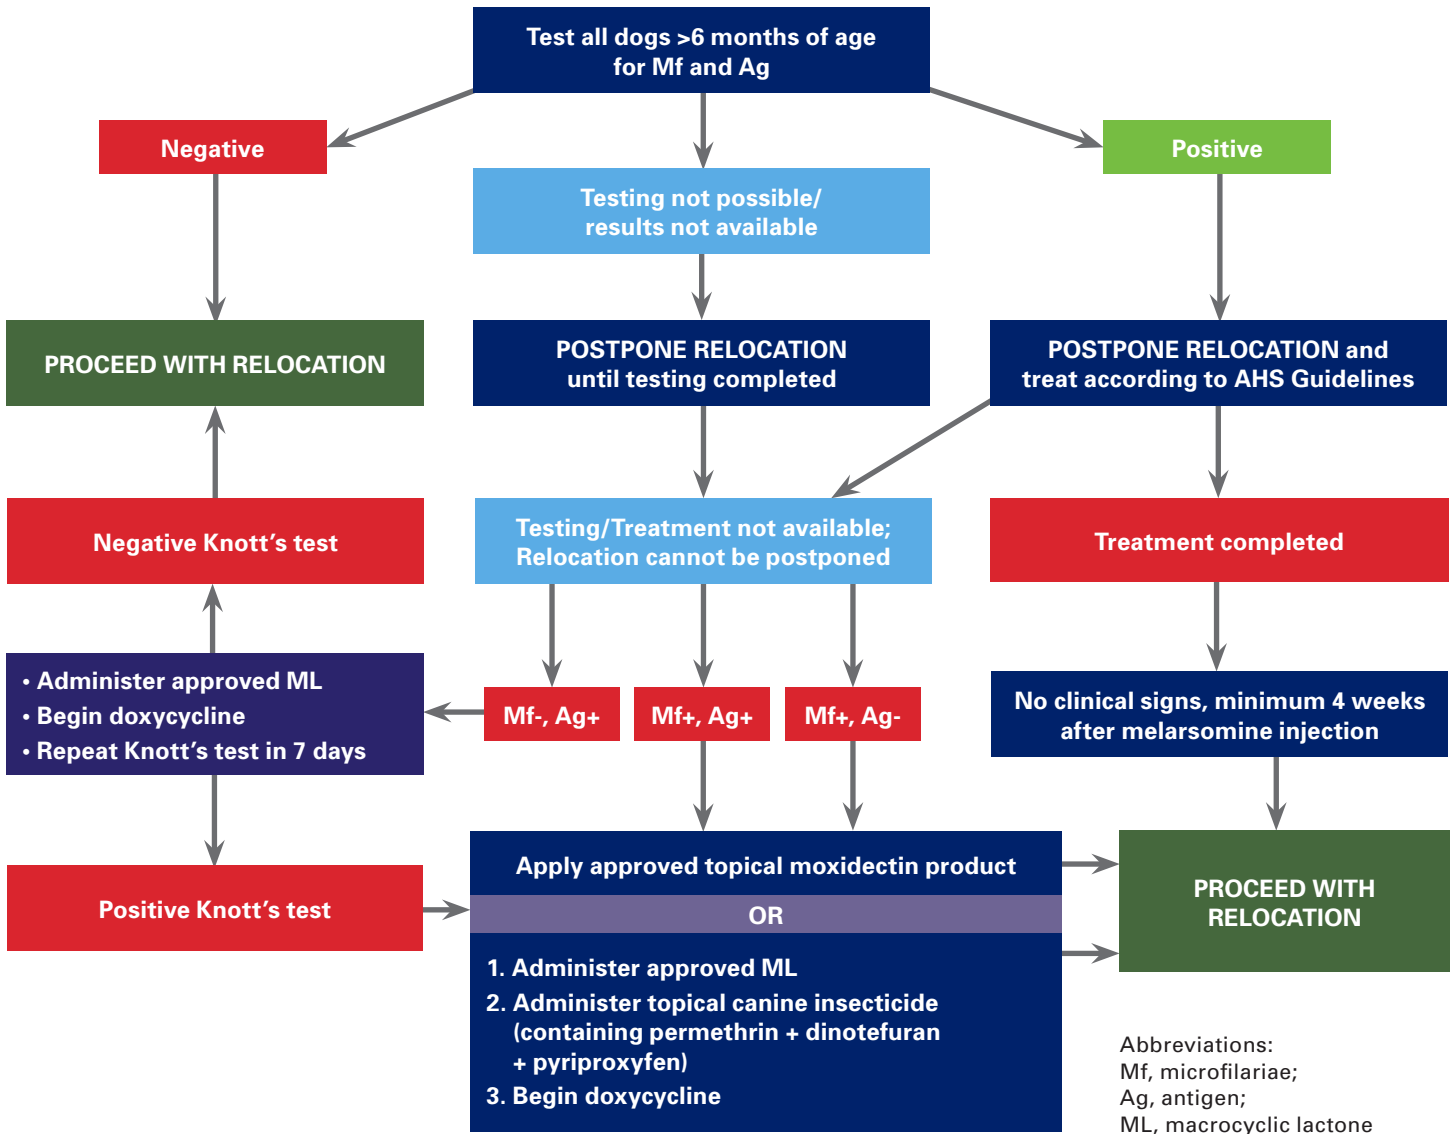 Test all dogs >6 months of age
for Mf and Ag
Negative
Positive
Testing not possible/
results not available
PROCEED WITH RELOCATION
POSTPONE RELOCATION
until testing completed
POSTPONE RELOCATION and
treat according to AHS Guidelines
Negative Knott’s test
Testing/Treatment not available;
Relocation cannot be postponed
Treatment completed
• Administer approved ML
• Begin doxycycline
• Repeat Knott’s test in 7 days
Mf-, Ag+
Mf+, Ag+
Mf+, Ag-
No clinical signs, minimum 4 weeks
after melarsomine injection
Positive Knott’s test
Apply approved topical moxidectin product
OR
1. Administer approved ML
2. Administer topical canine insecticide
(containing permethrin + dinotefuran
+ pyriproxyfen)
3. Begin doxycycline
PROCEED WITH
RELOCATION
Abbreviations:
Mf, microfilariae;
Ag, antigen;
ML, macrocyclic lactone